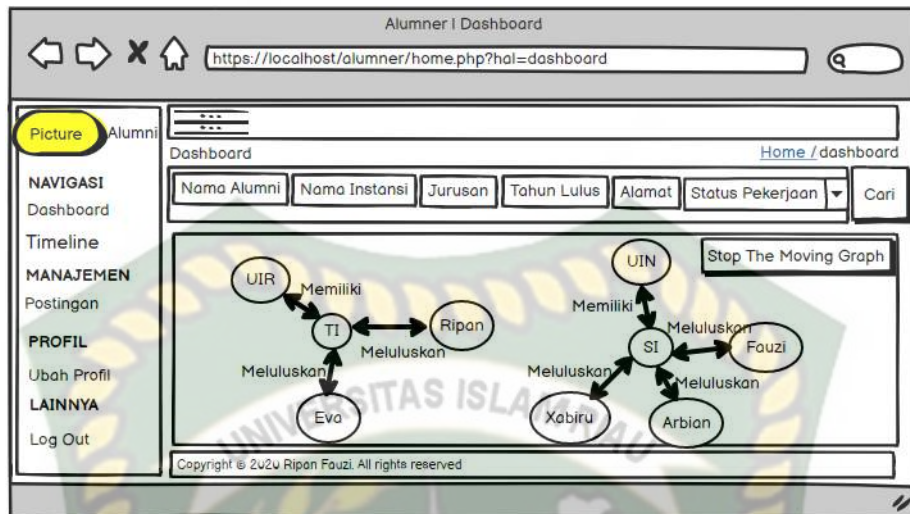 Alumner | Dashboard
https://localhost/alumner/home.php?hal=dashboard
Picture Alumni
Dashboard
Home / dashboard
NAVIGASI
Dashboard
Timeline
MANAJEMEN
Postingan
PROFIL
Ubah Profil
LAINNYA
Log Out
Nama Alumni Nama Instansi Jurusan Tahun Lulus Alamat Status Pekerjaan Cari
Stop The Moving Graph
UIR
Memiliki
TI
Meluluskan
Ripan
Meluluskan
Eva
UIN
Memiliki
SI
Meluluskan
Fauzi
Meluluskan
Xabiru
Meluluskan
Arbian
UNIVERSITAS ISLAM RIAU
Copyright © 2020 Ripan Fauzi. All rights reserved